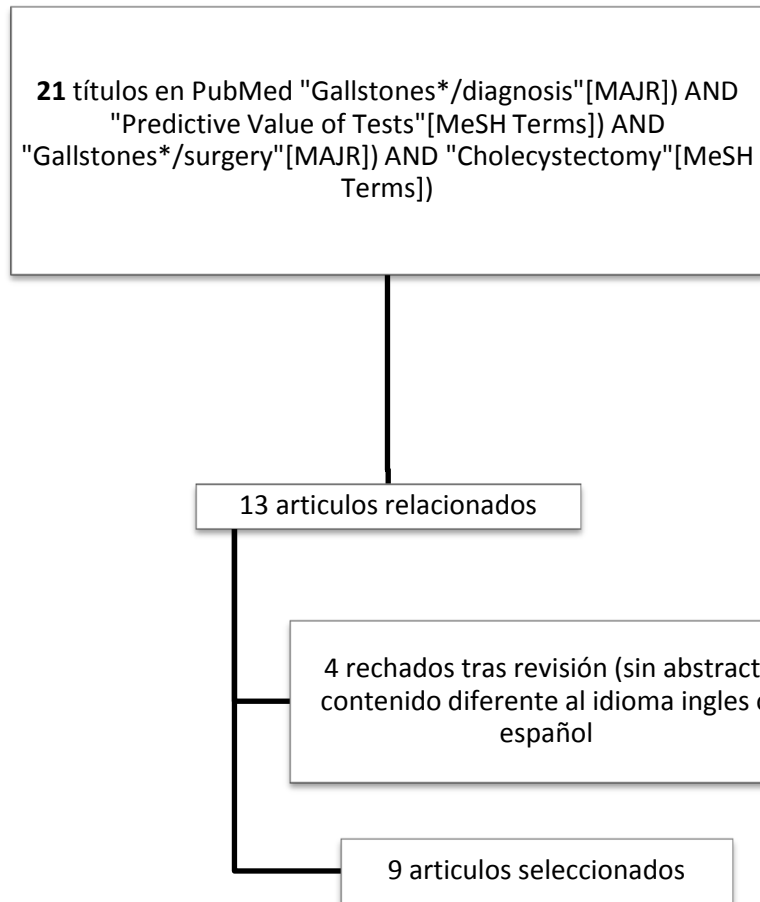 21 títulos en PubMed "Gallstones*/diagnosis"[MAJR]) AND
"Predictive Value of Tests"[MeSH Terms]) AND
"Gallstones*/surgery"[MAJR]) AND "Cholecystectomy"[MeSH
Terms])
13 articulos relacionados
4 rechados tras revisión (sin abstract
contenido diferente al idioma ingles
español
9 articulos seleccionados